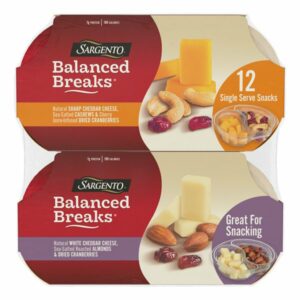 SARGENTO
Balanced
Breaks
Natural SHARP CHEDDAR CHEESE,
Sea-Salted CASHEWS & Cherry
Juice-Infused DRIED CRANBERRIES
12
Single Serve Snacks
SARGENTO
Balanced
Breaks
Natural WHITE CHEDDAR CHEESE,
Sea-Salted Roasted ALMONDS
& DRIED CRANBERRIES
Great For
Snacking